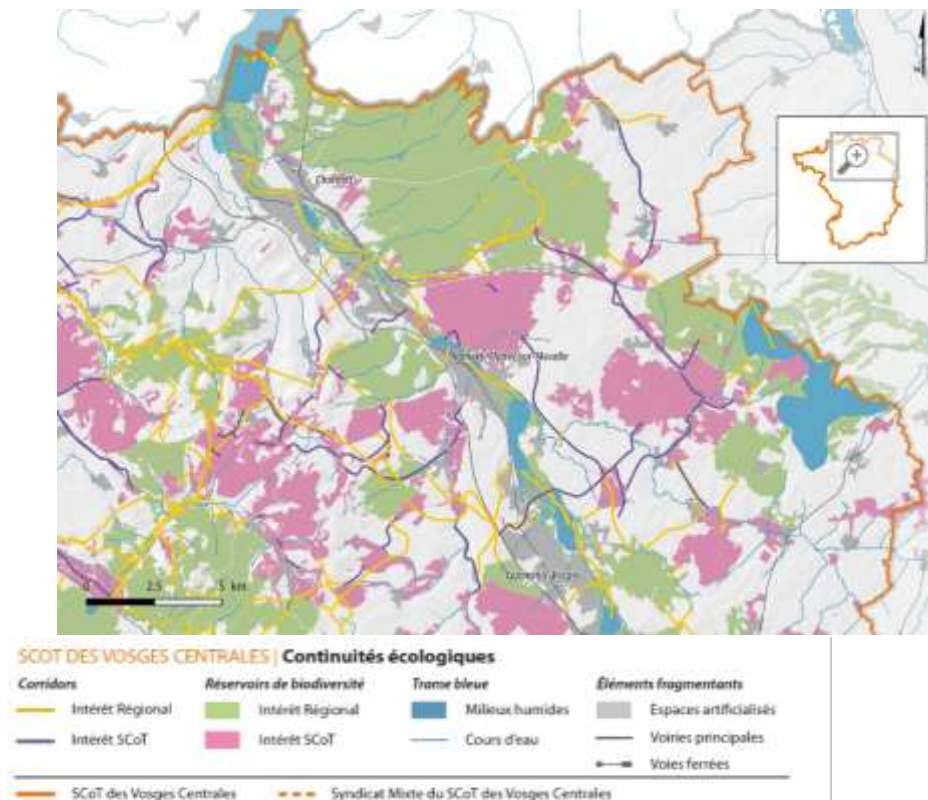 Charmes
0 2.5 5 km
SCOT DES VOSGES CENTRALES | Continuités écologiques
Corridors
Intérêt Régional
Intérêt SCoT
Réservoirs de biodiversité
Intérêt Régional
Intérêt SCoT
Trame bleue
Milieux humides
Cours d'eau
Éléments fragmentants
Espaces artificialisés
Voiries principales
Voies ferrées
SCoT des Vosges Centrales
Syndicat Mixte du SCoT des Vosges Centrales